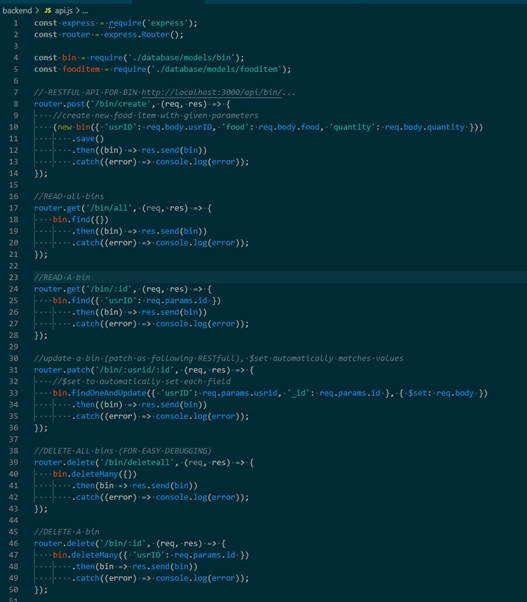 backend > JS api.js > ...
1 const express = require('express');
2 const router = express.Router();
3
4 const bin = require('./database/models/bin');
5 const fooditem = require('./database/models/fooditem');
6
7 // RESTFUL API FOR BIN http://localhost:3000/api/bin/...
8 router.post('/bin/create', (req, res) => {
9     //create new food item with given parameters
10     (new bin({ 'usrID': req.body.usrID, 'food': req.body.food, 'quantity': req.body.quantity }))
11         .save()
12         .then((bin) => res.send(bin))
13         .catch((error) => console.log(error));
14 });
15
16 //READ all bins
17 router.get('/bin/all', (req, res) => {
18     bin.find({})
19         .then((bin) => res.send(bin))
20         .catch((error) => console.log(error));
21 });
22
23 //READ A bin
24 router.get('/bin/:id', (req, res) => {
25     bin.find({ 'usrID': req.params.id })
26         .then((bin) => res.send(bin))
27         .catch((error) => console.log(error));
28 });
29
30 //update a bin (patch as following RESTfull), $set automatically matches values
31 router.patch('/bin/:usrid/:id', (req, res) => {
32     //$set to automatically set each field
33     bin.findOneAndUpdate({ 'usrID': req.params.usrid, '_id': req.params.id }, { $set: req.body })
34         .then((bin) => res.send(bin))
35         .catch((error) => console.log(error));
36 });
37
38 //DELETE ALL bins (FOR EASY DEBUGGING)
39 router.delete('/bin/deleteall', (req, res) => {
40     bin.deleteMany({})
41         .then(bin => res.send(bin))
42         .catch((error) => console.log(error));
43 });
44
45 //DELETE A bin
46 router.delete('/bin/:id', (req, res) => {
47     bin.deleteMany({ 'usrID': req.params.id })
48         .then(bin => res.send(bin))
49         .catch((error) => console.log(error));
50 });
51